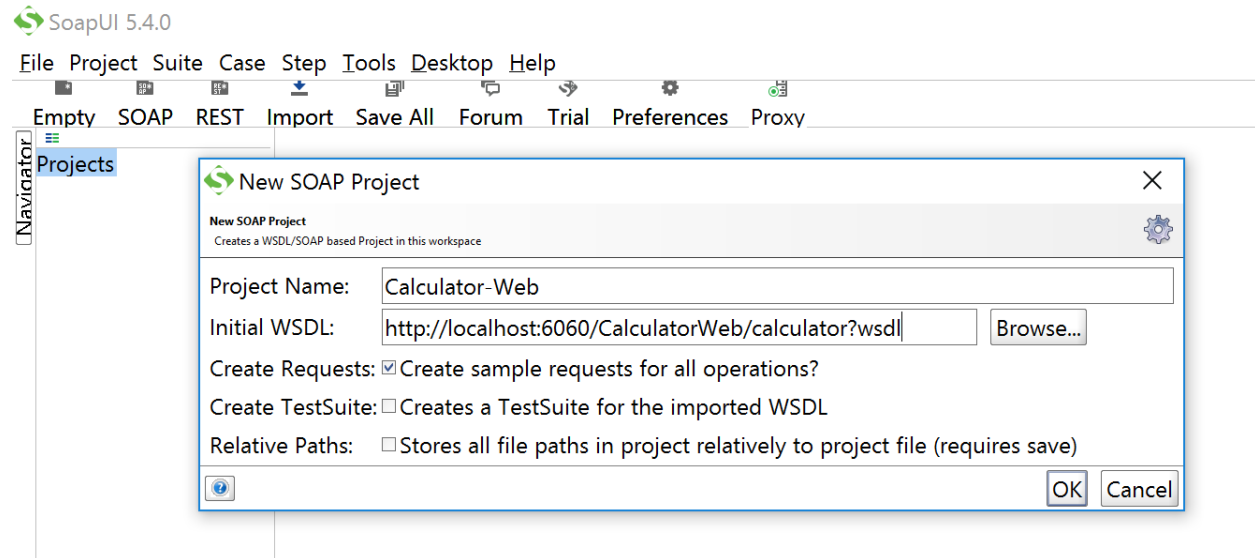 SoapUI 5.4.0
File Project Suite Case Step Tools Desktop Help
Empty SOAP REST Import Save All Forum Trial Preferences Proxy
Navigator
Projects
New SOAP Project
New SOAP Project
Creates a WSDL/SOAP based Project in this workspace
Project Name: Calculator-Web
Initial WSDL: http://localhost:6060/CalculatorWeb/calculator?wsdl Browse...
Create Requests: Create sample requests for all operations?
Create TestSuite: Creates a TestSuite for the imported WSDL
Relative Paths: Stores all file paths in project relatively to project file (requires save)
OK Cancel